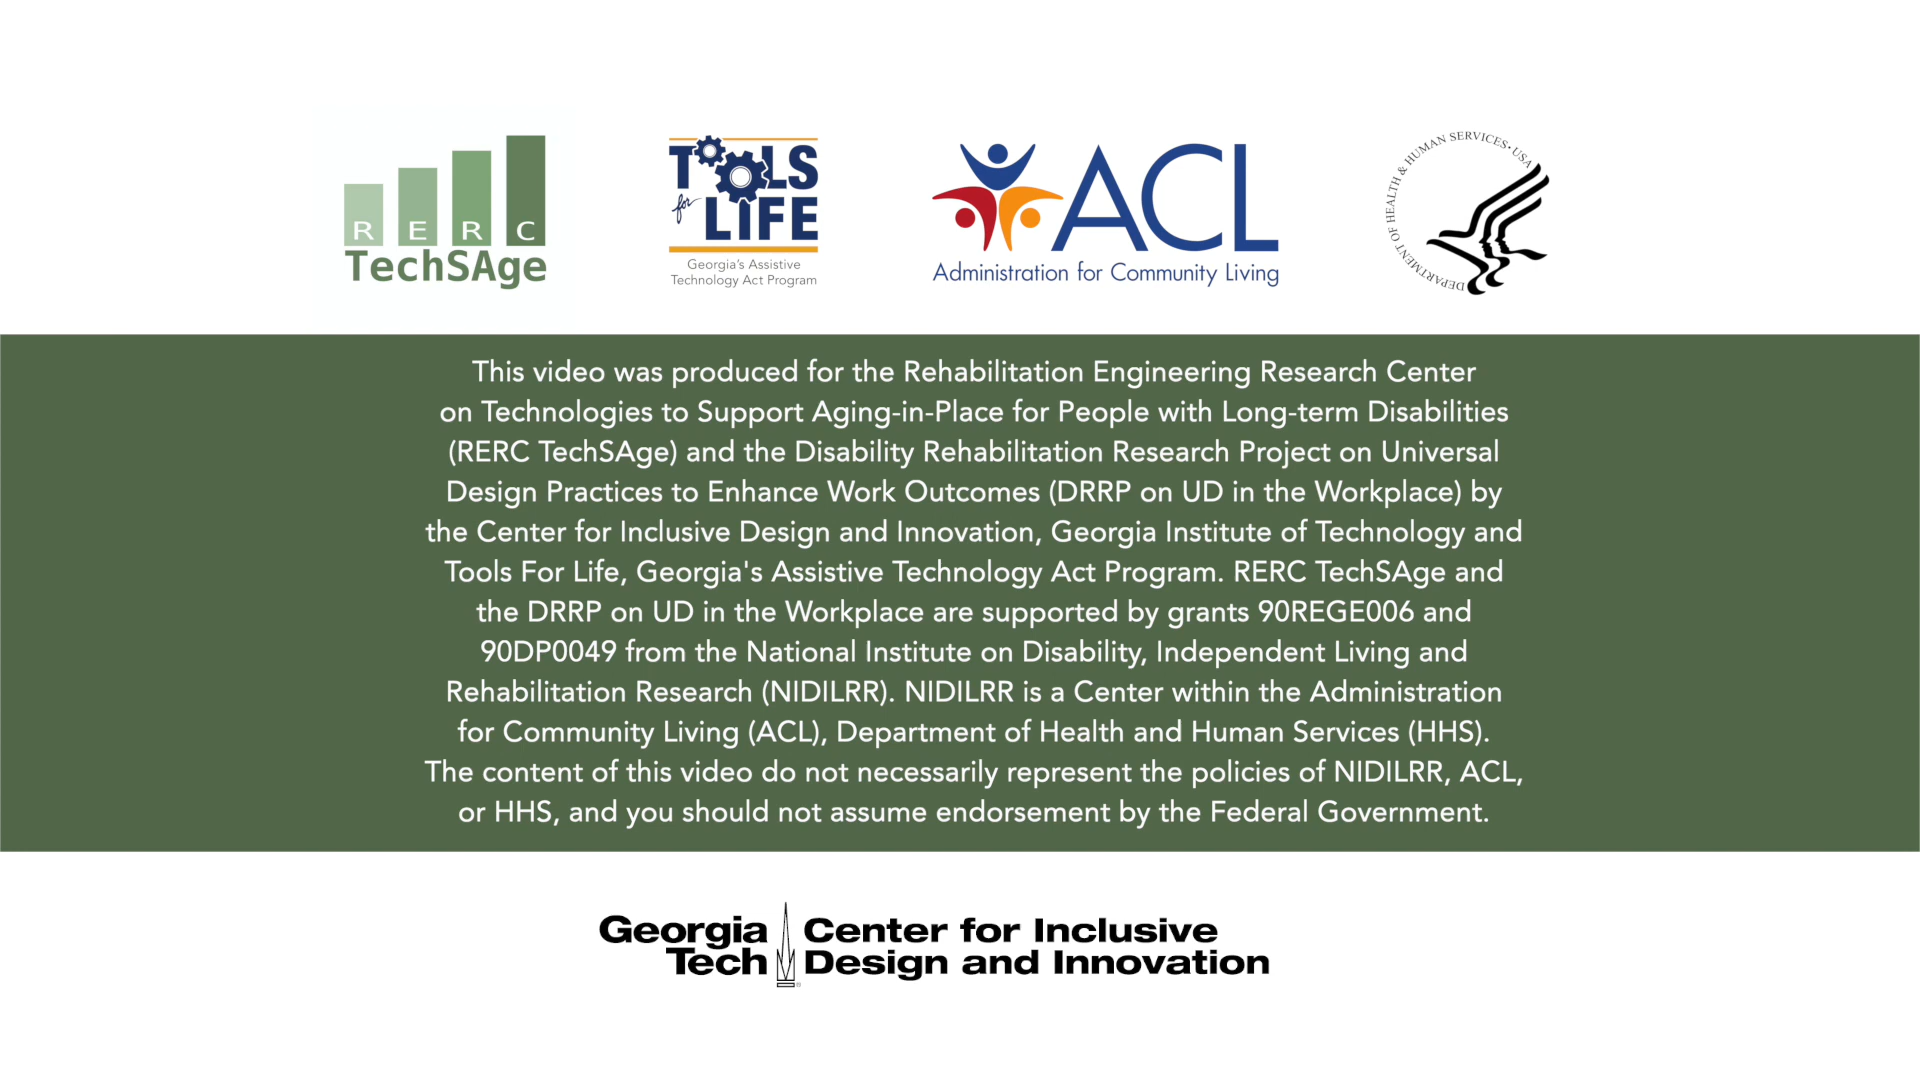 RERC
TechSAge
TOOLS
for LIFE
Georgia's Assistive
Technology Act Program
ACL
Administration for Community Living
DEPARTMENT OF HEALTH & HUMAN SERVICES • USA
This video was produced for the Rehabilitation Engineering Research Center
on Technologies to Support Aging-in-Place for People with Long-term Disabilities
(RERC TechSAge) and the Disability Rehabilitation Research Project on Universal
Design Practices to Enhance Work Outcomes (DRRP on UD in the Workplace) by
the Center for Inclusive Design and Innovation, Georgia Institute of Technology and
Tools For Life, Georgia's Assistive Technology Act Program. RERC TechSAge and
the DRRP on UD in the Workplace are supported by grants 90REGE006 and
90DP0049 from the National Institute on Disability, Independent Living and
Rehabilitation Research (NIDILRR). NIDILRR is a Center within the Administration
for Community Living (ACL), Department of Health and Human Services (HHS).
The content of this video do not necessarily represent the policies of NIDILRR, ACL,
or HHS, and you should not assume endorsement by the Federal Government.
Georgia
Tech
Center for Inclusive
Design and Innovation